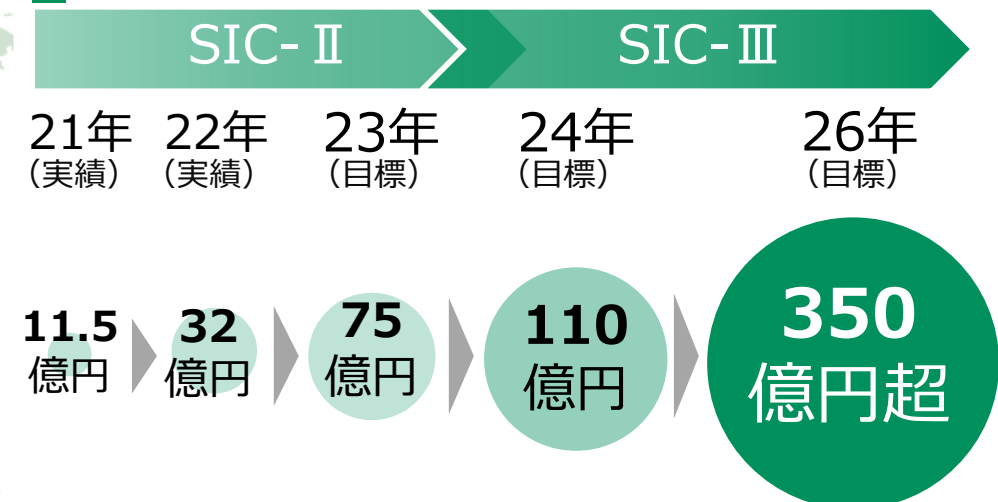 SIC-Ⅱ SIC-Ⅲ
21年 22年 23年 24年 26年
(実績) (実績) (目標) (目標) (目標)
11.5 32 75 110 350
億円 億円 億円 億円 億円超